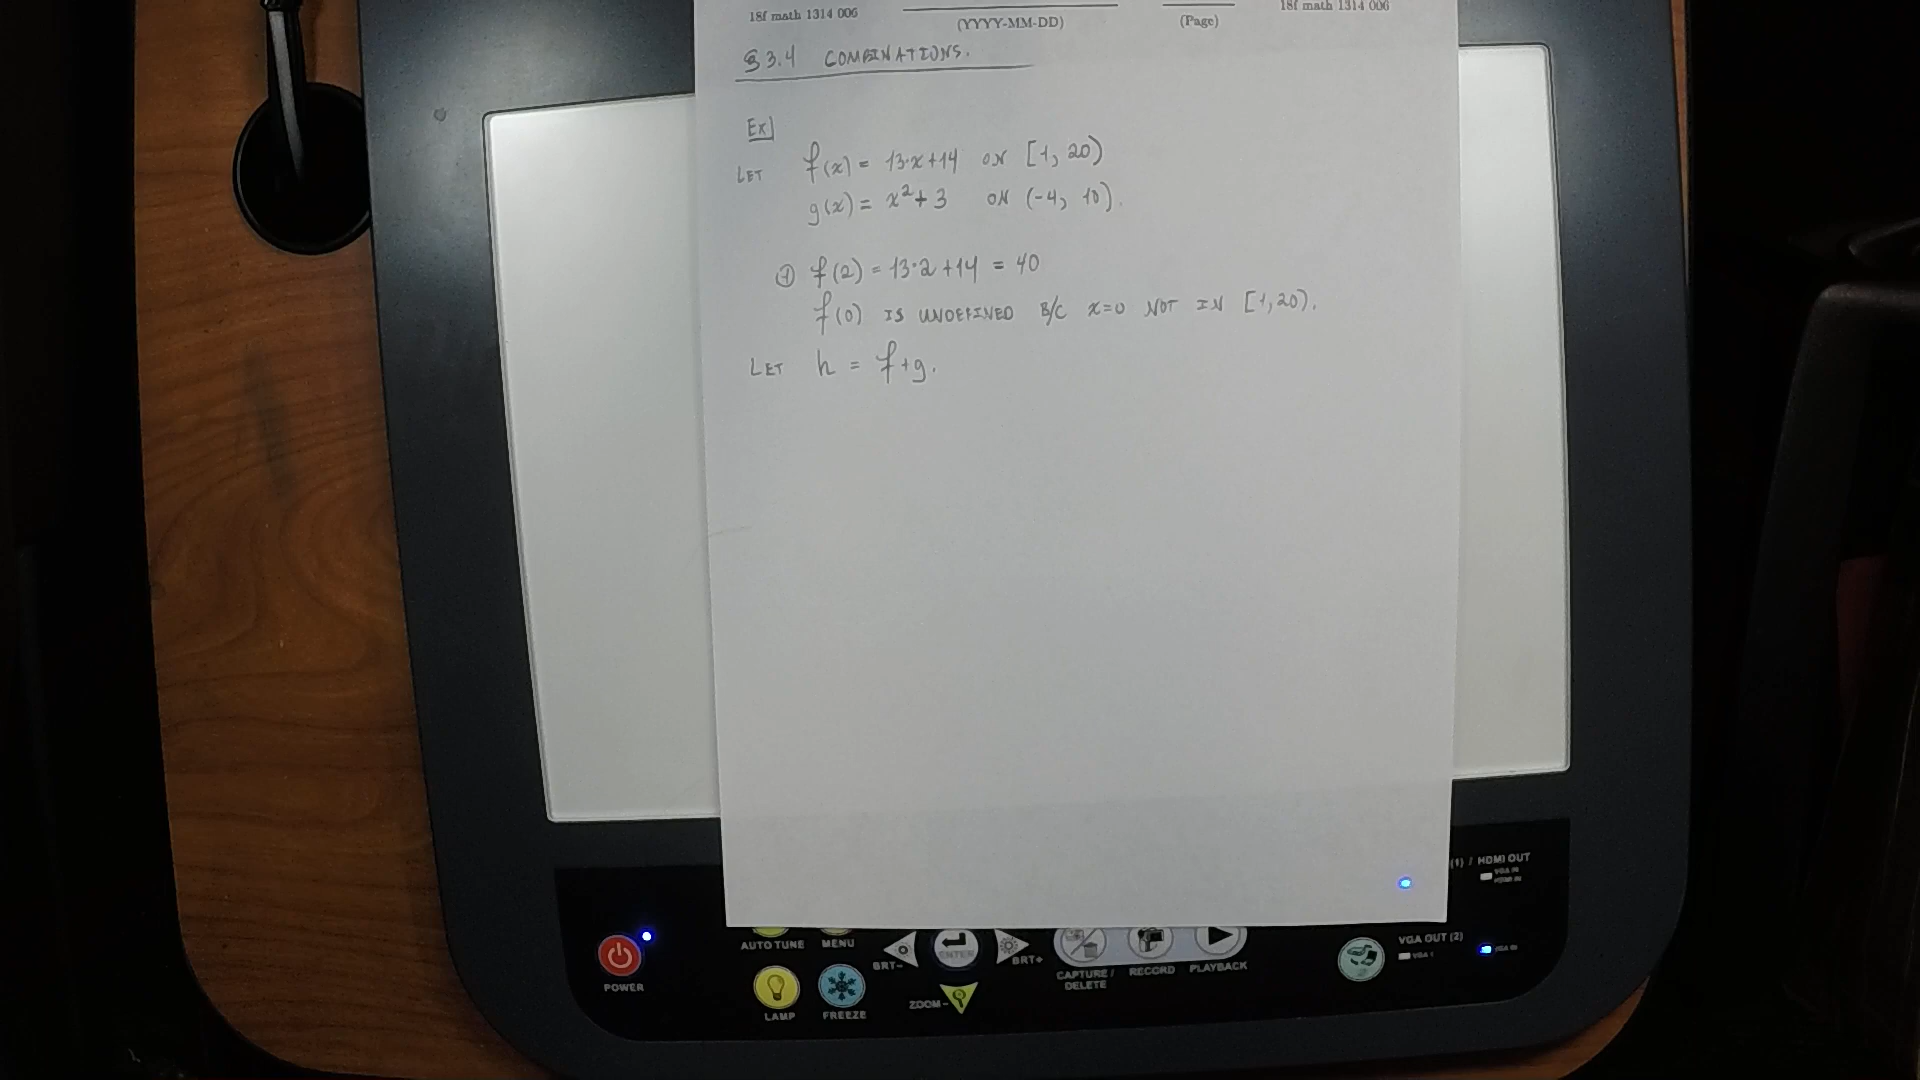 18f math 1314 006 (YYYY-MM-DD) (Page) 18f math 1314 006
§3.4 COMBINATIONS.
Ex]
LET f(x) = 13·x+14 ON [1, 20)
g(x) = x²+3 ON (-4, 10).
① f(2) = 13·2+14 = 40
f(0) IS UNDEFINED B/C x=0 NOT IN [1,20).
LET h = f+g.
(1) / HDMI OUT
VGA OUT (2)
AUTO TUNE MENU
BRT- ENTER BRT+
CAPTURE / DELETE RECORD PLAYBACK
POWER
LAMP FREEZE ZOOM-